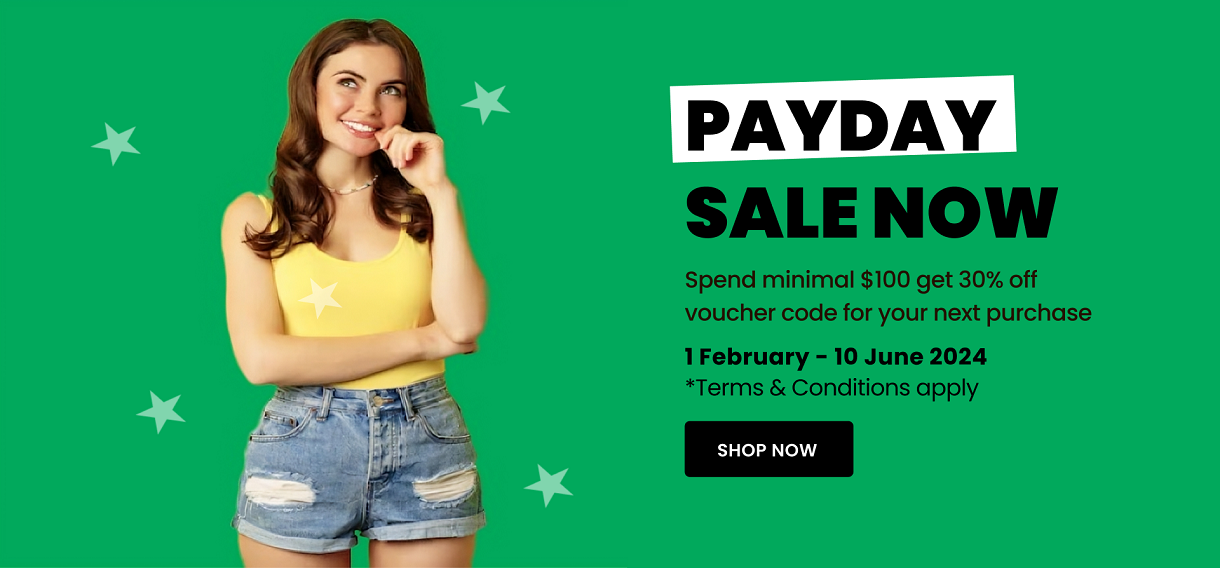 PAYDAY
SALE NOW
Spend minimal $100 get 30% off
voucher code for your next purchase
1 February - 10 June 2024
*Terms & Conditions apply
SHOP NOW